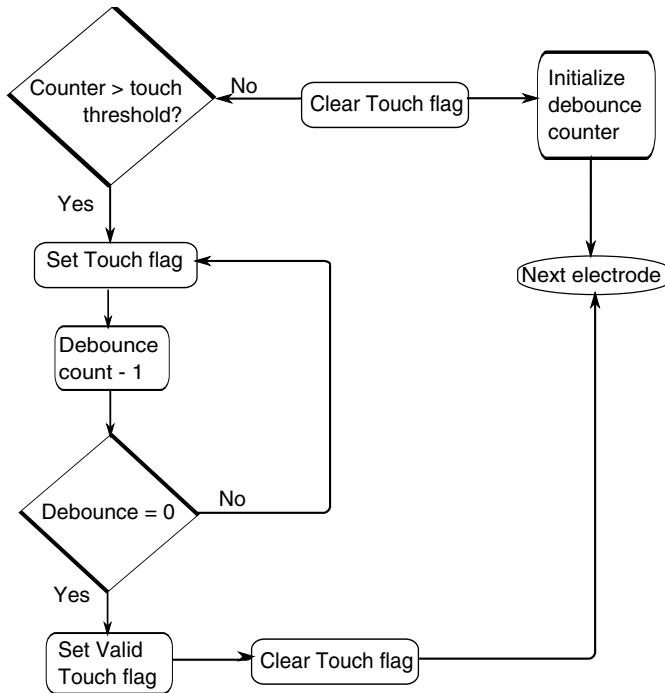 Counter > touch
threshold?
No
Clear Touch flag
Initialize
debounce
counter
Yes
Set Touch flag
Next electrode
Debounce
count - 1
Debounce = 0
No
Yes
Set Valid
Touch flag
Clear Touch flag